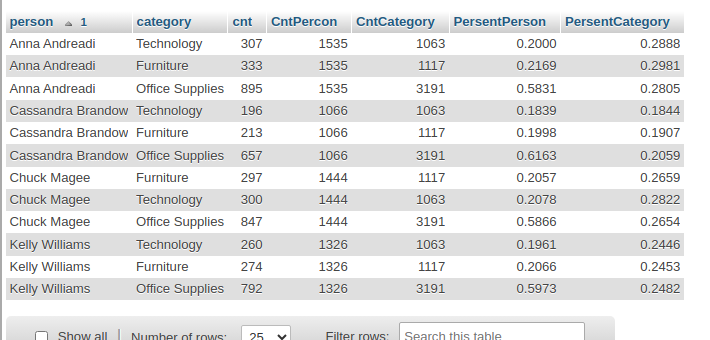 person 1 category cnt CntPercon CntCategory PersentPerson PersentCategory
Anna Andreadi Technology 307 1535 1063 0.2000 0.2888
Anna Andreadi Furniture 333 1535 1117 0.2169 0.2981
Anna Andreadi Office Supplies 895 1535 3191 0.5831 0.2805
Cassandra Brandow Technology 196 1066 1063 0.1839 0.1844
Cassandra Brandow Furniture 213 1066 1117 0.1998 0.1907
Cassandra Brandow Office Supplies 657 1066 3191 0.6163 0.2059
Chuck Magee Furniture 297 1444 1117 0.2057 0.2659
Chuck Magee Technology 300 1444 1063 0.2078 0.2822
Chuck Magee Office Supplies 847 1444 3191 0.5866 0.2654
Kelly Williams Technology 260 1326 1063 0.1961 0.2446
Kelly Williams Furniture 274 1326 1117 0.2066 0.2453
Kelly Williams Office Supplies 792 1326 3191 0.5973 0.2482
Show all Number of rows: 25 Filter rows: Search this table